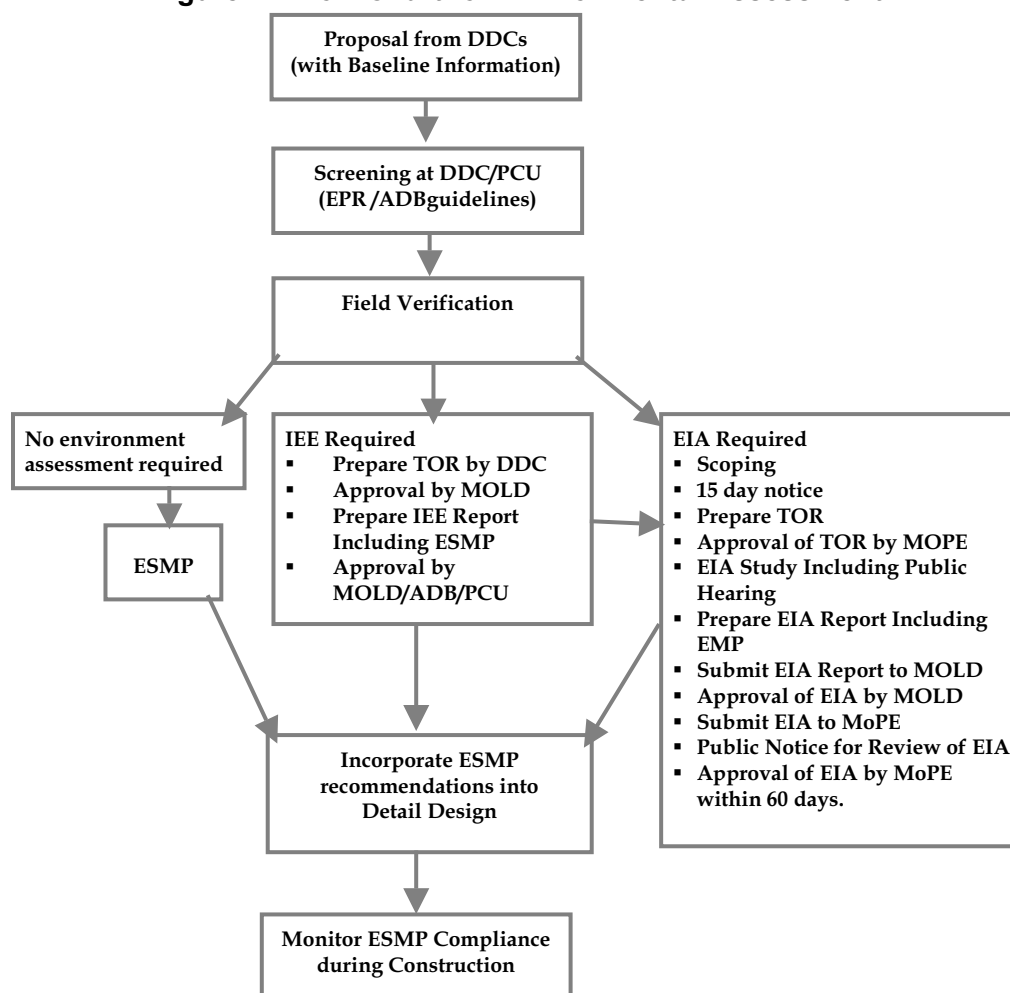 Proposal from DDCs
(with Baseline Information)
Screening at DDC/PCU
(EPR /ADBguidelines)
Field Verification
No environment
assessment required
ESMP
IEE Required
▪ Prepare TOR by DDC
▪ Approval by MOLD
▪ Prepare IEE Report
Including ESMP
▪ Approval by
MOLD/ADB/PCU
EIA Required
▪ Scoping
▪ 15 day notice
▪ Prepare TOR
▪ Approval of TOR by MOPE
▪ EIA Study Including Public
Hearing
▪ Prepare EIA Report Including
EMP
▪ Submit EIA Report to MOLD
▪ Approval of EIA by MOLD
▪ Submit EIA to MoPE
▪ Public Notice for Review of EIA
▪ Approval of EIA by MoPE
within 60 days.
Incorporate ESMP
recommendations into
Detail Design
Monitor ESMP Compliance
during Construction